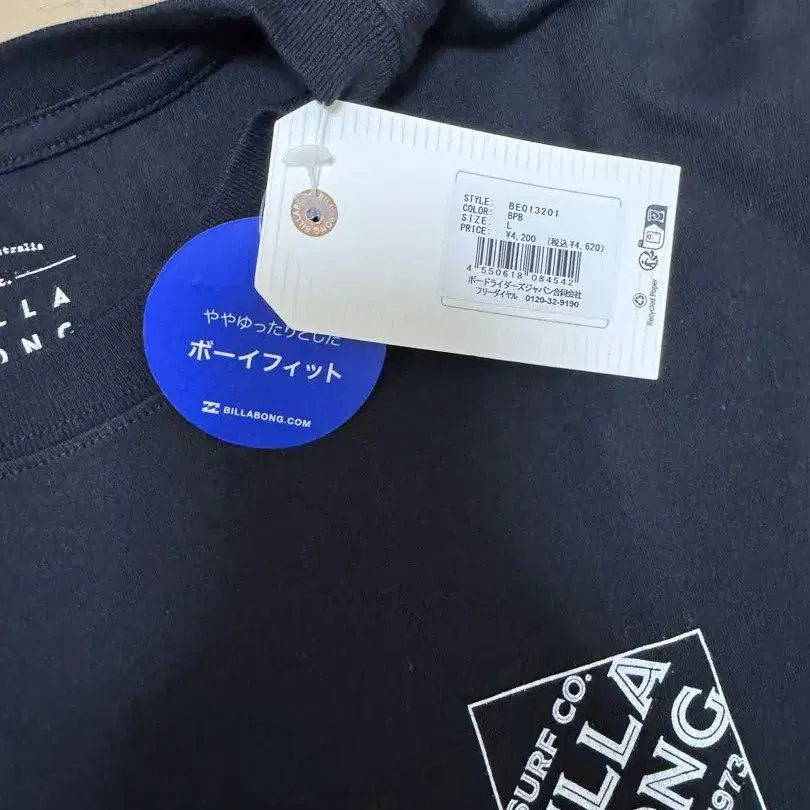 STYLE: BE013201
COLOR: BPB
SIZE: L
PRICE: ¥4,200 (税込 ¥4,620)
4 550618 084542
ボードライダーズジャパン合同会社
フリーダイヤル 0120-32-9190
Recycled Paper
ややゆったりとした
ボーイフィット
BILLABONG.COM
SURF CO.
ILLA
ONG
973
LLA
ONG